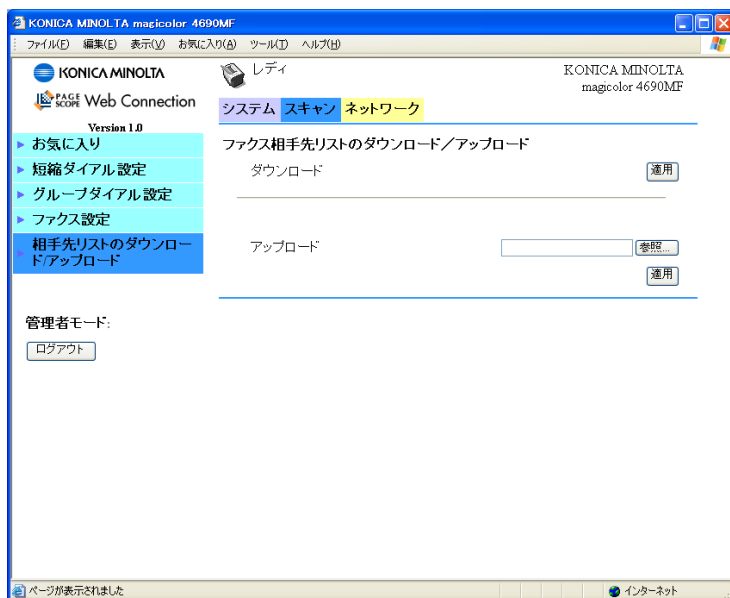 KONICA MINOLTA magicolor 4690MF
ファイル(F) 編集(E) 表示(V) お気に入り(A) ツール(T) ヘルプ(H)
KONICA MINOLTA
PAGE SCOPE Web Connection
Version 1.0
レディ
KONICA MINOLTA
magicolor 4690MF
システム スキャン ネットワーク
お気に入り
短縮ダイアル設定
グループダイアル設定
ファクス設定
相手先リストのダウンロー
ド/アップロード
管理者モード:
ログアウト
ファクス相手先リストのダウンロード／アップロード
ダウンロード 適用
アップロード 参照...
適用
ページが表示されました インターネット